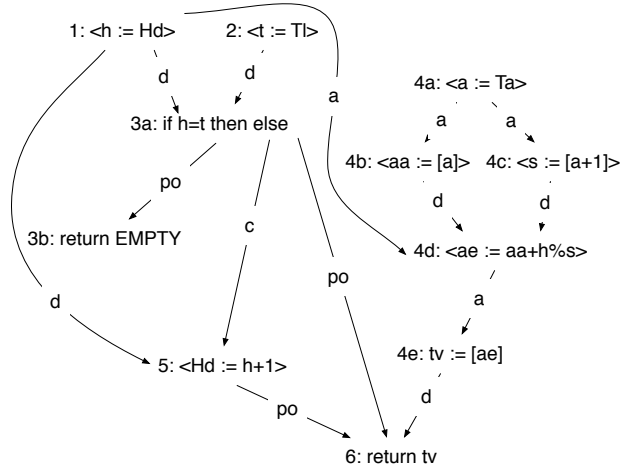 1: <h := Hd>
2: <t := Tl>
d
d
a
4a: <a := Ta>
a
a
3a: if h=t then else
4b: <aa := [a]>
4c: <s := [a+1]>
po
c
d
d
3b: return EMPTY
4d: <ae := aa+h%s>
po
d
a
5: <Hd := h+1>
4e: tv := [ae]
po
d
6: return tv